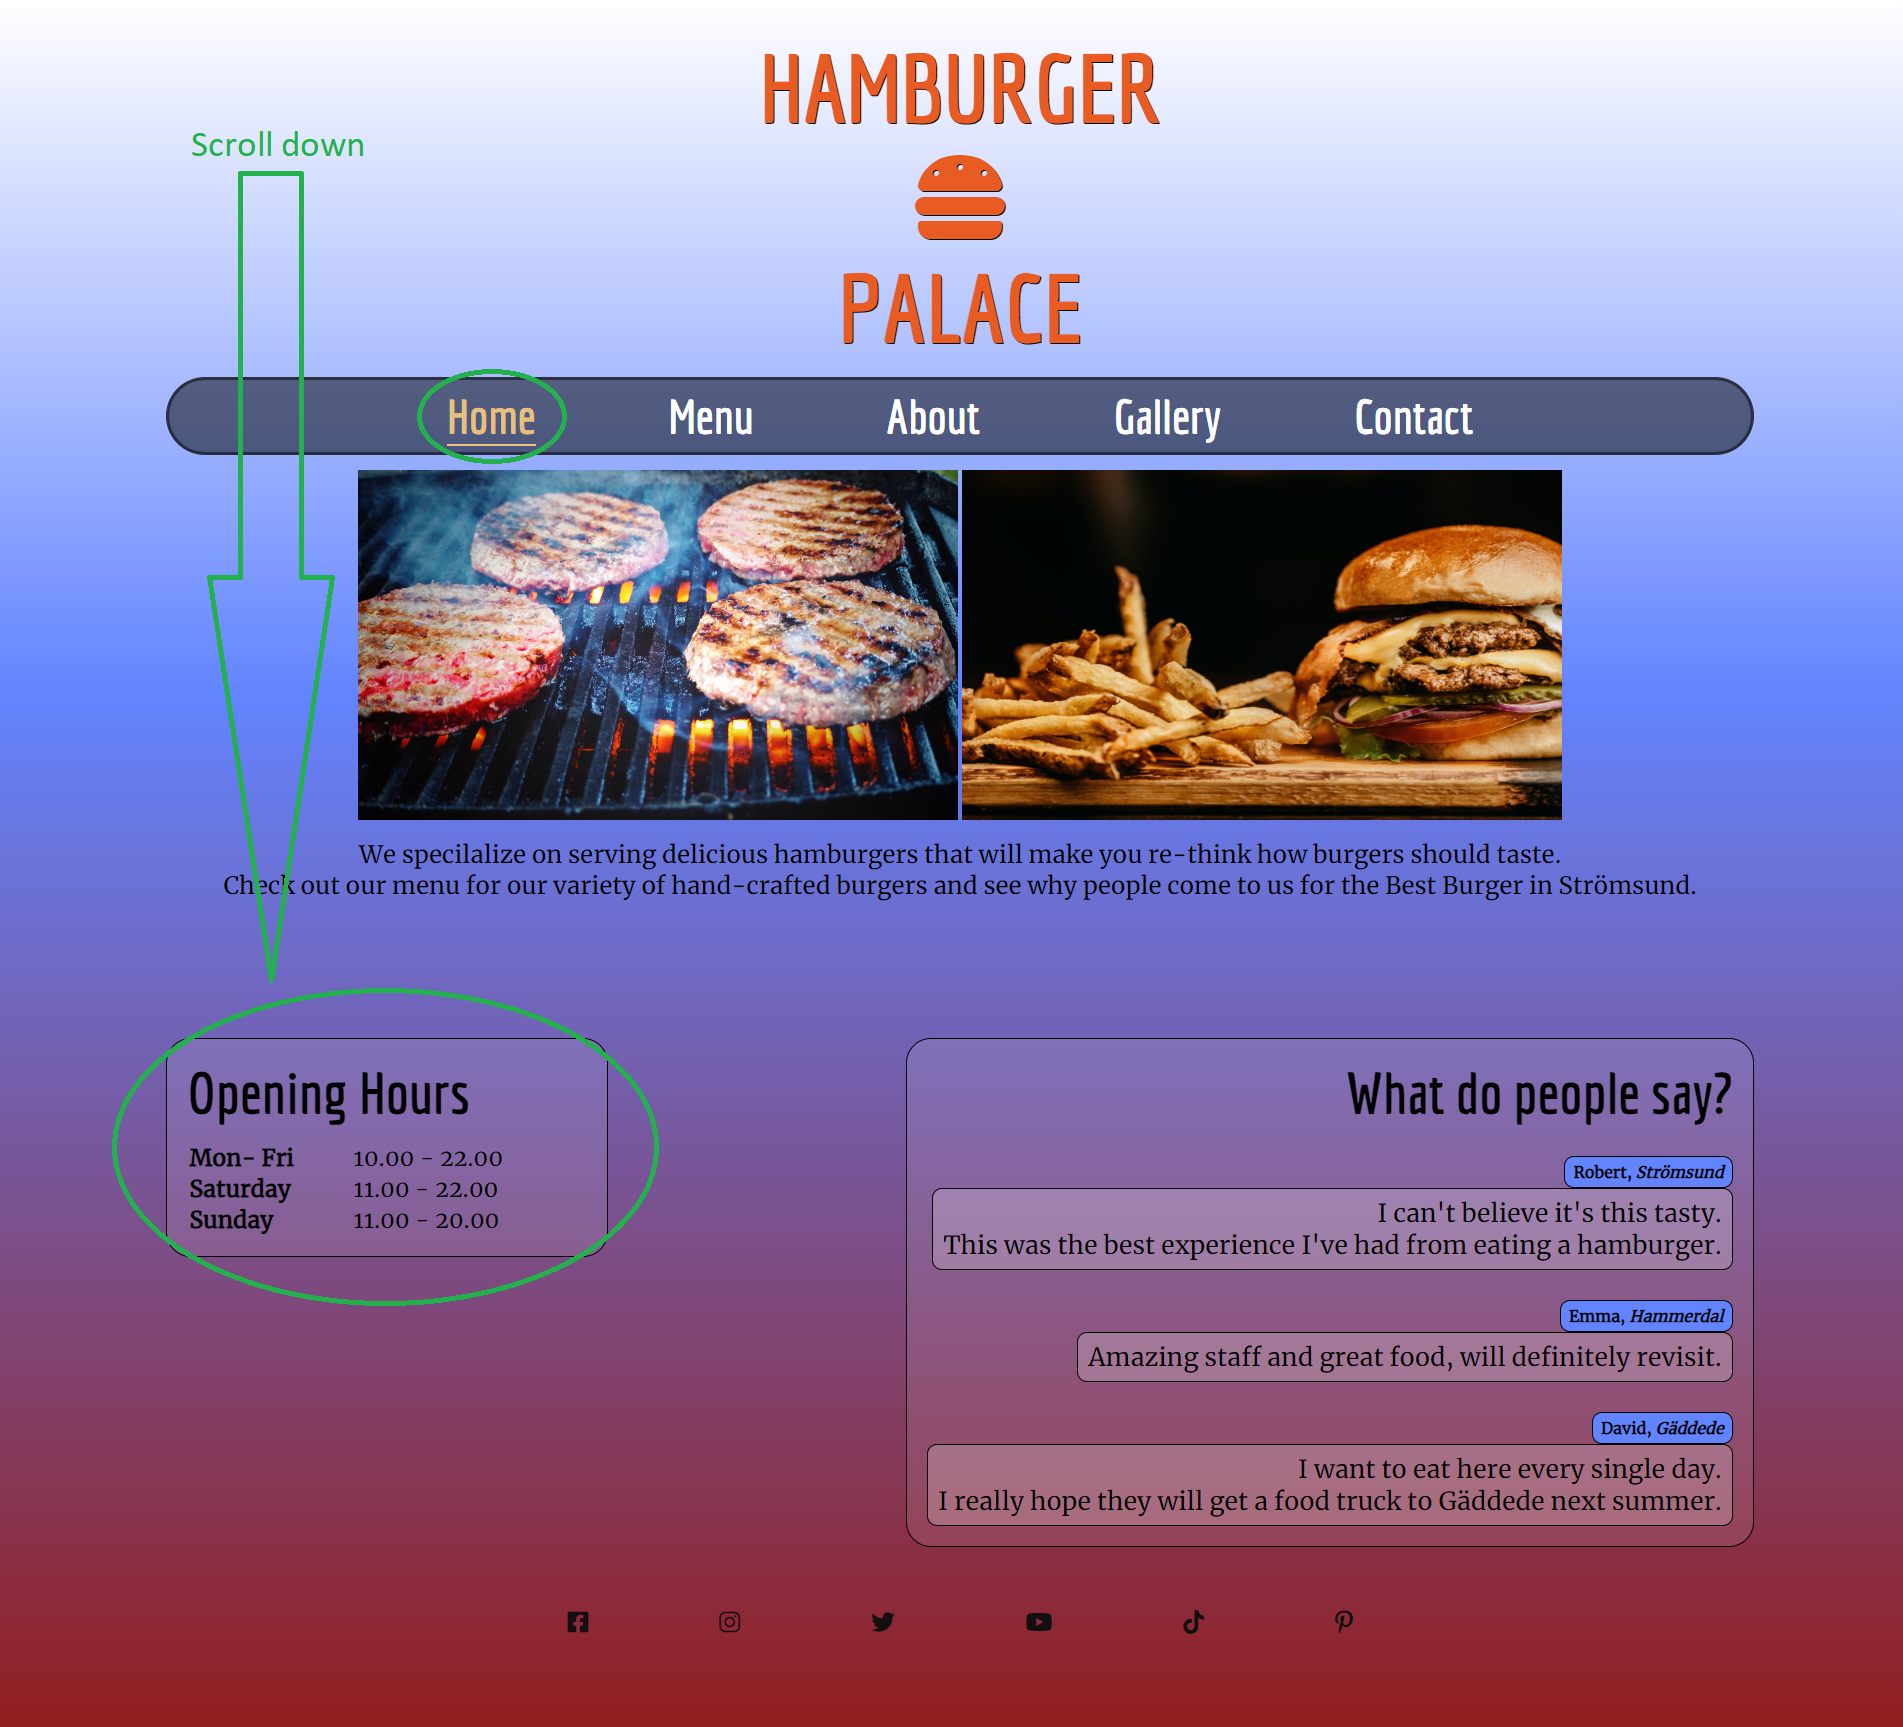 HAMBURGER
PALACE
Scroll down
Home Menu About Gallery Contact
We specilalize on serving delicious hamburgers that will make you re-think how burgers should taste.
Check out our menu for our variety of hand-crafted burgers and see why people come to us for the Best Burger in Strömsund.
Opening Hours
Mon- Fri 10.00 - 22.00
Saturday 11.00 - 22.00
Sunday 11.00 - 20.00
What do people say?
Robert, Strömsund
I can't believe it's this tasty.
This was the best experience I've had from eating a hamburger.
Emma, Hammerdal
Amazing staff and great food, will definitely revisit.
David, Gäddede
I want to eat here every single day.
I really hope they will get a food truck to Gäddede next summer.